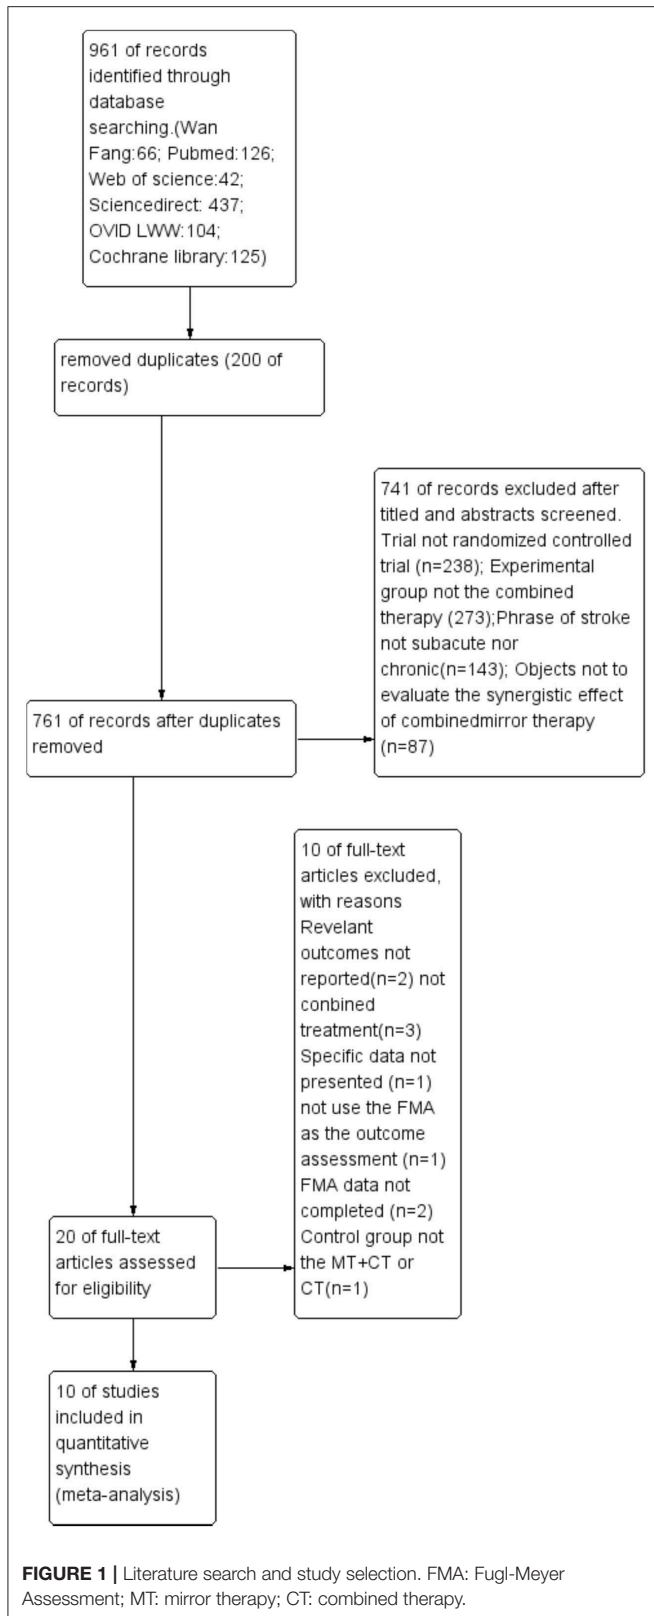 961 of records
identified through
database
searching.(Wan
Fang:66; Pubmed:126;
Web of science:42;
Sciencedirect: 437;
OVID LWW:104;
Cochrane library:125)
removed duplicates (200 of
records)
741 of records excluded after
titled and abstracts screened.
Trial not randomized controlled
trial (n=238); Experimental
group not the combined
therapy (273);Phrase of stroke
not subacute nor
chronic(n=143); Objects not to
evaluate the synergistic effect
of combinedmirror therapy
(n=87)
761 of records after duplicates
removed
10 of full-text
articles excluded,
with reasons
Revelant
outcomes not
reported(n=2) not
conbined
treatment(n=3)
Specific data not
presented (n=1)
not use the FMA
as the outcome
assessment (n=1)
FMA data not
completed (n=2)
Control group not
the MT+CT or
CT(n=1)
20 of full-text
articles assessed
for eligibility
10 of studies
included in
quantitative
synthesis
(meta-analysis)
FIGURE 1 | Literature search and study selection. FMA: Fugl-Meyer
Assessment; MT: mirror therapy; CT: combined therapy.